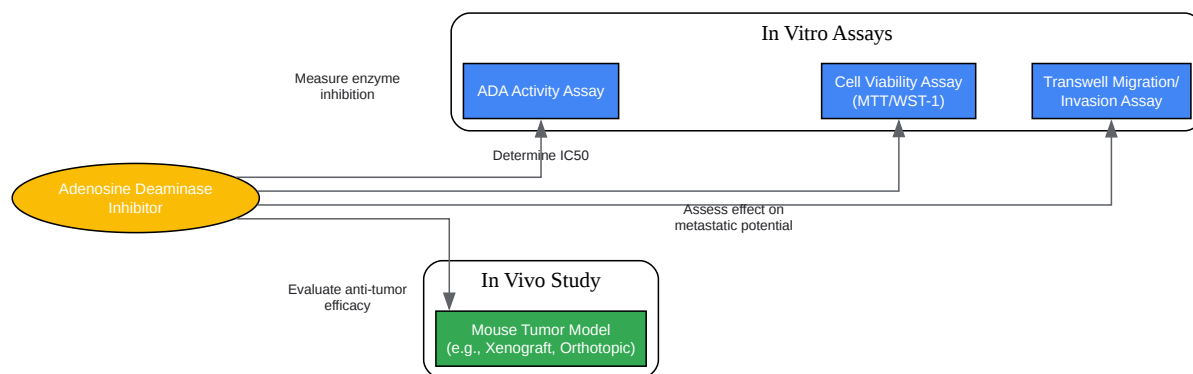 In Vitro Assays
Measure enzyme
inhibition
ADA Activity Assay
Cell Viability Assay
(MTT/WST-1)
Transwell Migration/
Invasion Assay
Determine IC50
Adenosine Deaminase
Inhibitor
Assess effect on
metastatic potential
Evaluate anti-tumor
efficacy
In Vivo Study
Mouse Tumor Model
(e.g., Xenograft, Orthotopic)